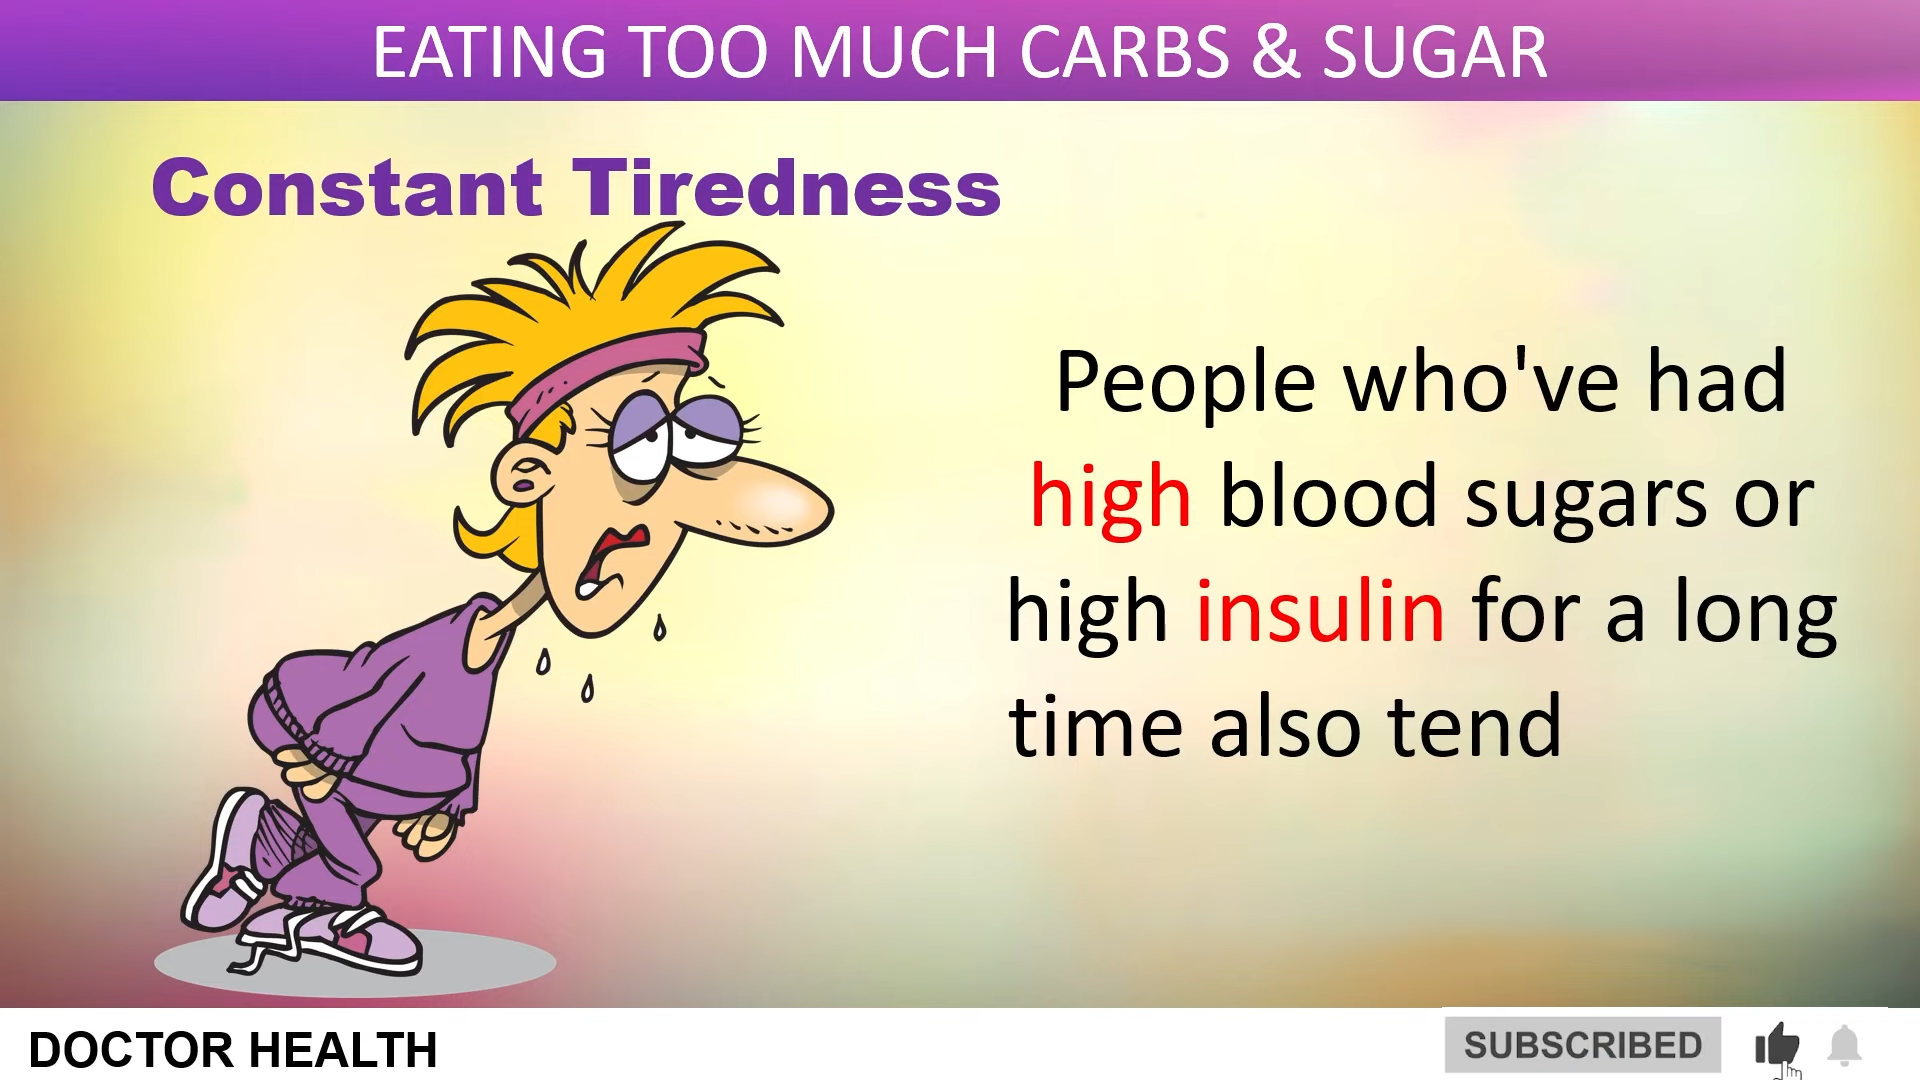 EATING TOO MUCH CARBS & SUGAR
Constant Tiredness
People who've had
high blood sugars or
high insulin for a long
time also tend
DOCTOR HEALTH
SUBSCRIBED